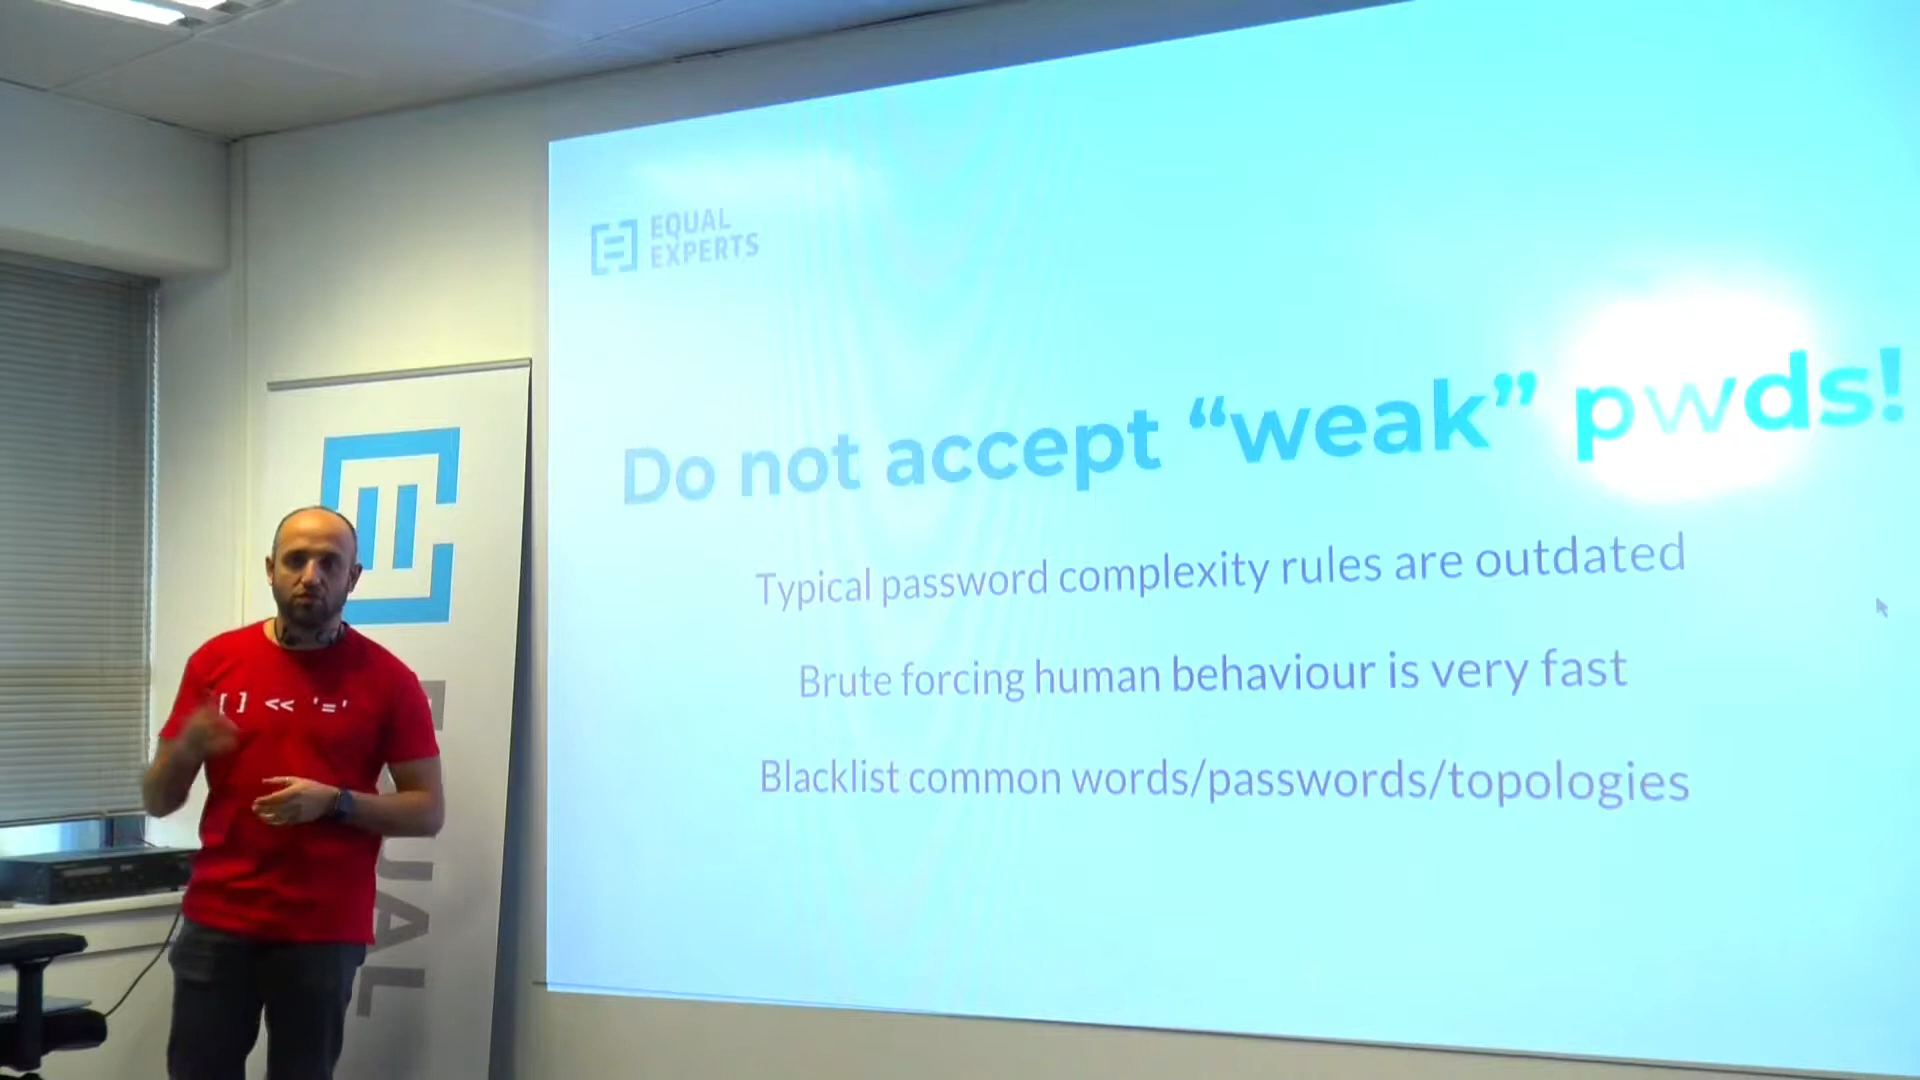 EQUAL
EXPERTS
Do not accept “weak” pwds!
Typical password complexity rules are outdated
Brute forcing human behaviour is very fast
Blacklist common words/passwords/topologies
[ ] << '='
EQUAL